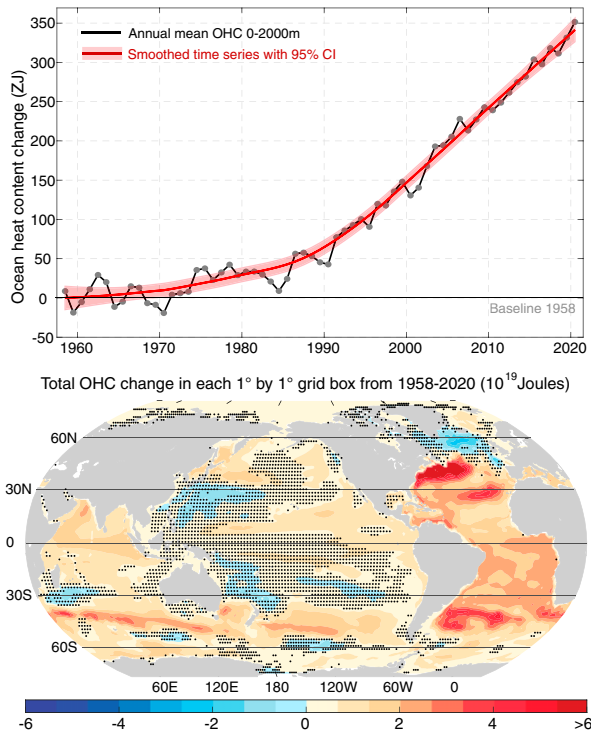 350
300
250
200
150
100
50
0
-50
Ocean heat content change (ZJ)
Annual mean OHC 0-2000m
Smoothed time series with 95% CI
Baseline 1958
1960 1970 1980 1990 2000 2010 2020
Total OHC change in each 1° by 1° grid box from 1958-2020 (10^19 Joules)
60N
30N
0
30S
60S
60E 120E 180 120W 60W 0
-6 -4 -2 0 2 4 >6